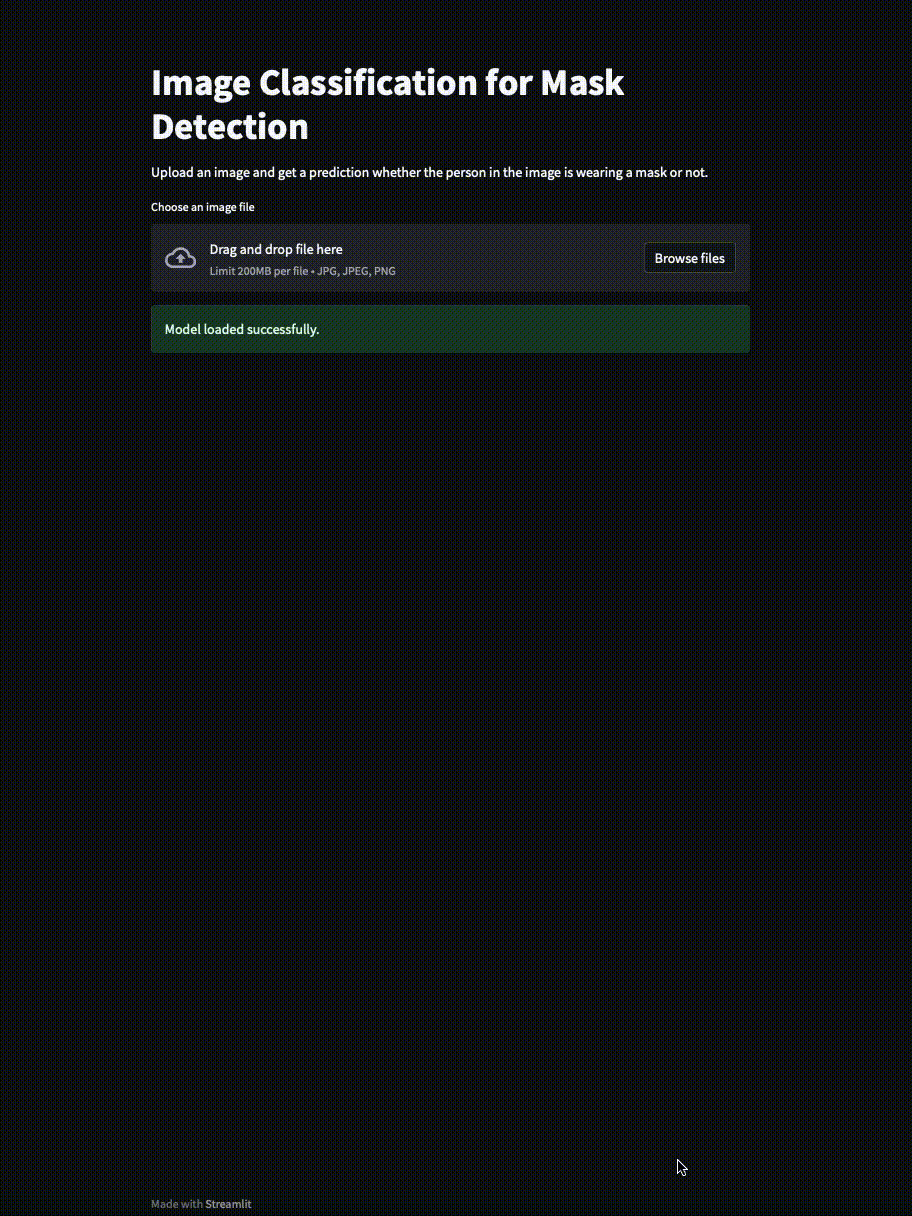 Image Classification for Mask
Detection
Upload an image and get a prediction whether the person in the image is wearing a mask or not.
Choose an image file
Drag and drop file here
Limit 200MB per file • JPG, JPEG, PNG
Browse files
Model loaded successfully.
Made with Streamlit